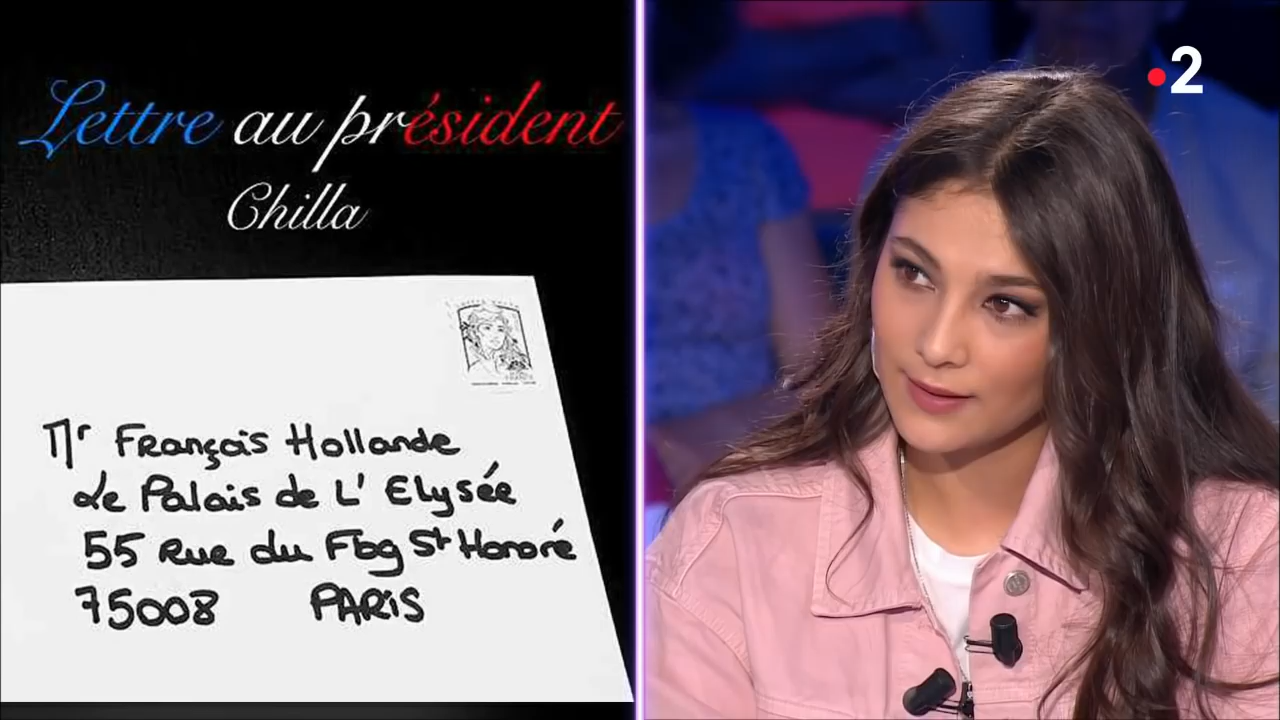 Lettre au président
Chilla
Mr François Hollande
Le Palais de L' Elysée
55 Rue du Fbg St Honoré
75008 PARIS
2